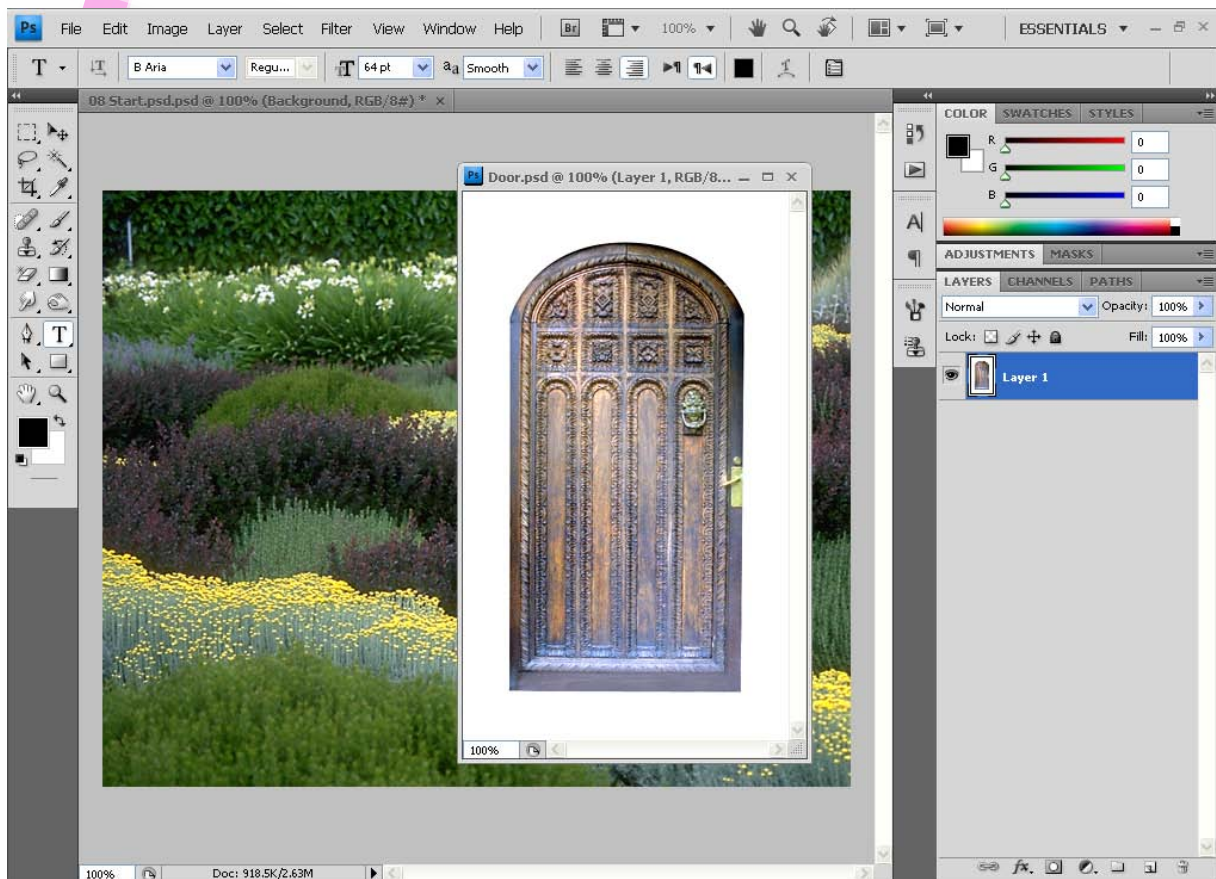 Ps File Edit Image Layer Select Filter View Window Help Br 100% ESSENTIALS
T B Aria Regu... 64 pt aa Smooth
08 Start.psd.psd @ 100% (Background, RGB/8#) * ×
Ps Door.psd @ 100% (Layer 1, RGB/8...
100%
100% Doc: 918.5K/2.63M
COLOR SWATCHES STYLES
R 0
G 0
B 0
ADJUSTMENTS MASKS
LAYERS CHANNELS PATHS
Normal Opacity: 100%
Lock: Fill: 100%
Layer 1
fx.